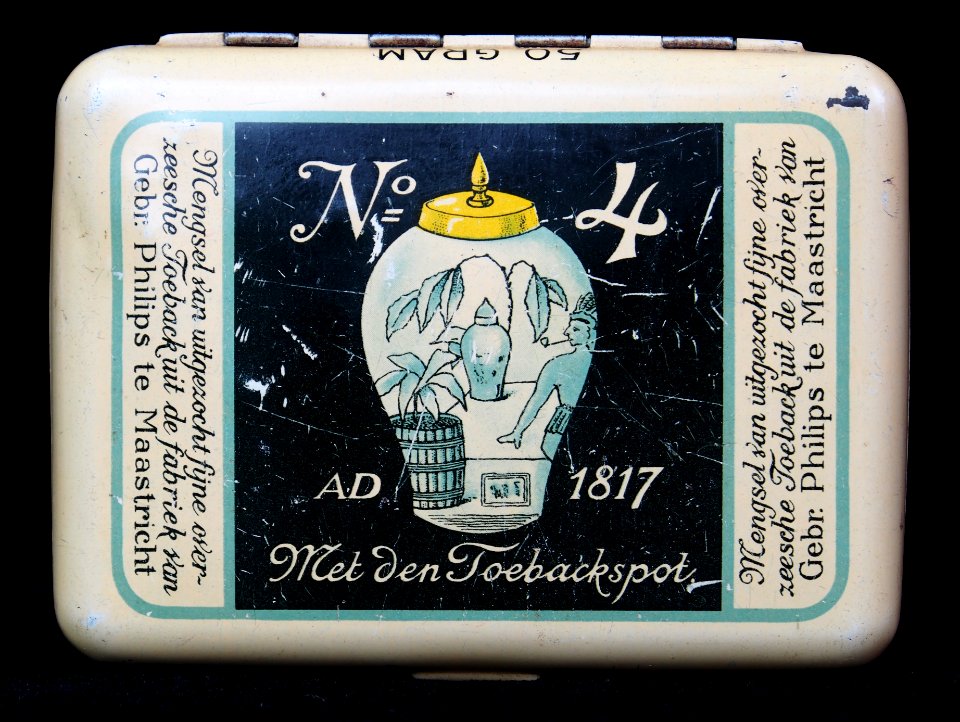 50 GRAM
Mengsel van uitgezocht fijne over-
zeesche Toeback uit de fabriek van
Gebr. Philips te Maastricht
No 4
AD 1817
Met den Toebackspot.
Mengsel van uitgezocht fijne over-
zeesche Toeback uit de fabriek van
Gebr. Philips te Maastricht